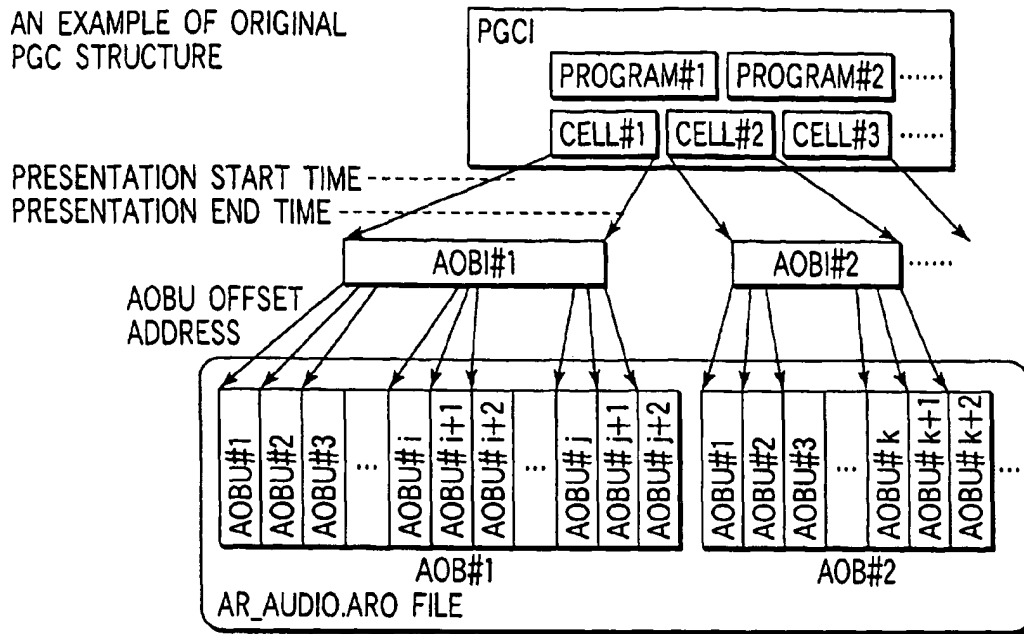 AN EXAMPLE OF ORIGINAL
PGC STRUCTURE
PGCI
PROGRAM#1 PROGRAM#2 ......
CELL#1 CELL#2 CELL#3 ......
PRESENTATION START TIME
PRESENTATION END TIME
AOBI#1 AOBI#2 ......
AOBU OFFSET
ADDRESS
AOBU#1
AOBU#2
AOBU#3
...
AOBU#i
AOBU#i+1
AOBU#i+2
...
AOBU#j
AOBU#j+1
AOBU#j+2
AOBU#1
AOBU#2
AOBU#3
...
AOBU#k
AOBU#k+1
AOBU#k+2
...
AOB#1 AOB#2
AR_AUDIO.ARO FILE